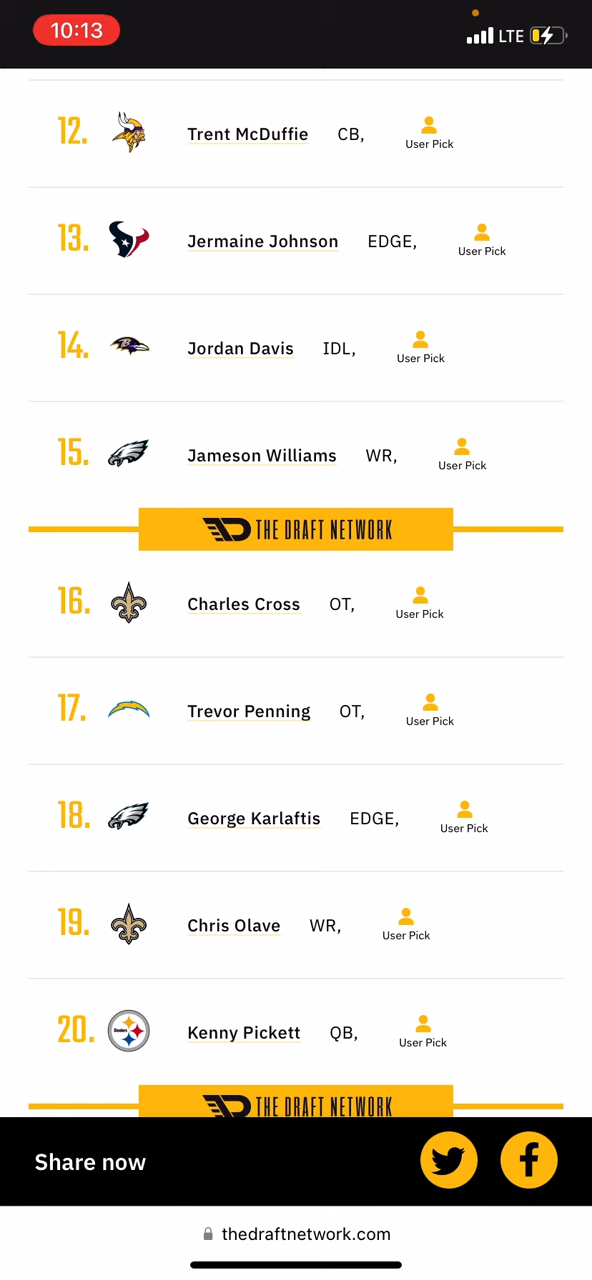 10:13
LTE
12. Trent McDuffie CB, User Pick
13. Jermaine Johnson EDGE, User Pick
14. Jordan Davis IDL, User Pick
15. Jameson Williams WR, User Pick
THE DRAFT NETWORK
16. Charles Cross OT, User Pick
17. Trevor Penning OT, User Pick
18. George Karlaftis EDGE, User Pick
19. Chris Olave WR, User Pick
20. Steelers Kenny Pickett QB, User Pick
THE DRAFT NETWORK
Share now
thedraftnetwork.com